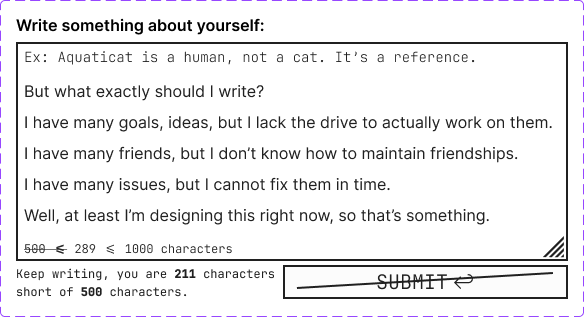 Write something about yourself:
Ex: Aquaticat is a human, not a cat. It's a reference.
But what exactly should I write?
I have many goals, ideas, but I lack the drive to actually work on them.
I have many friends, but I don’t know how to maintain friendships.
I have many issues, but I cannot fix them in time.
Well, at least I’m designing this right now, so that’s something.
500 ⩽ 289 ⩽ 1000 characters
Keep writing, you are 211 characters
short of 500 characters.
SUBMIT